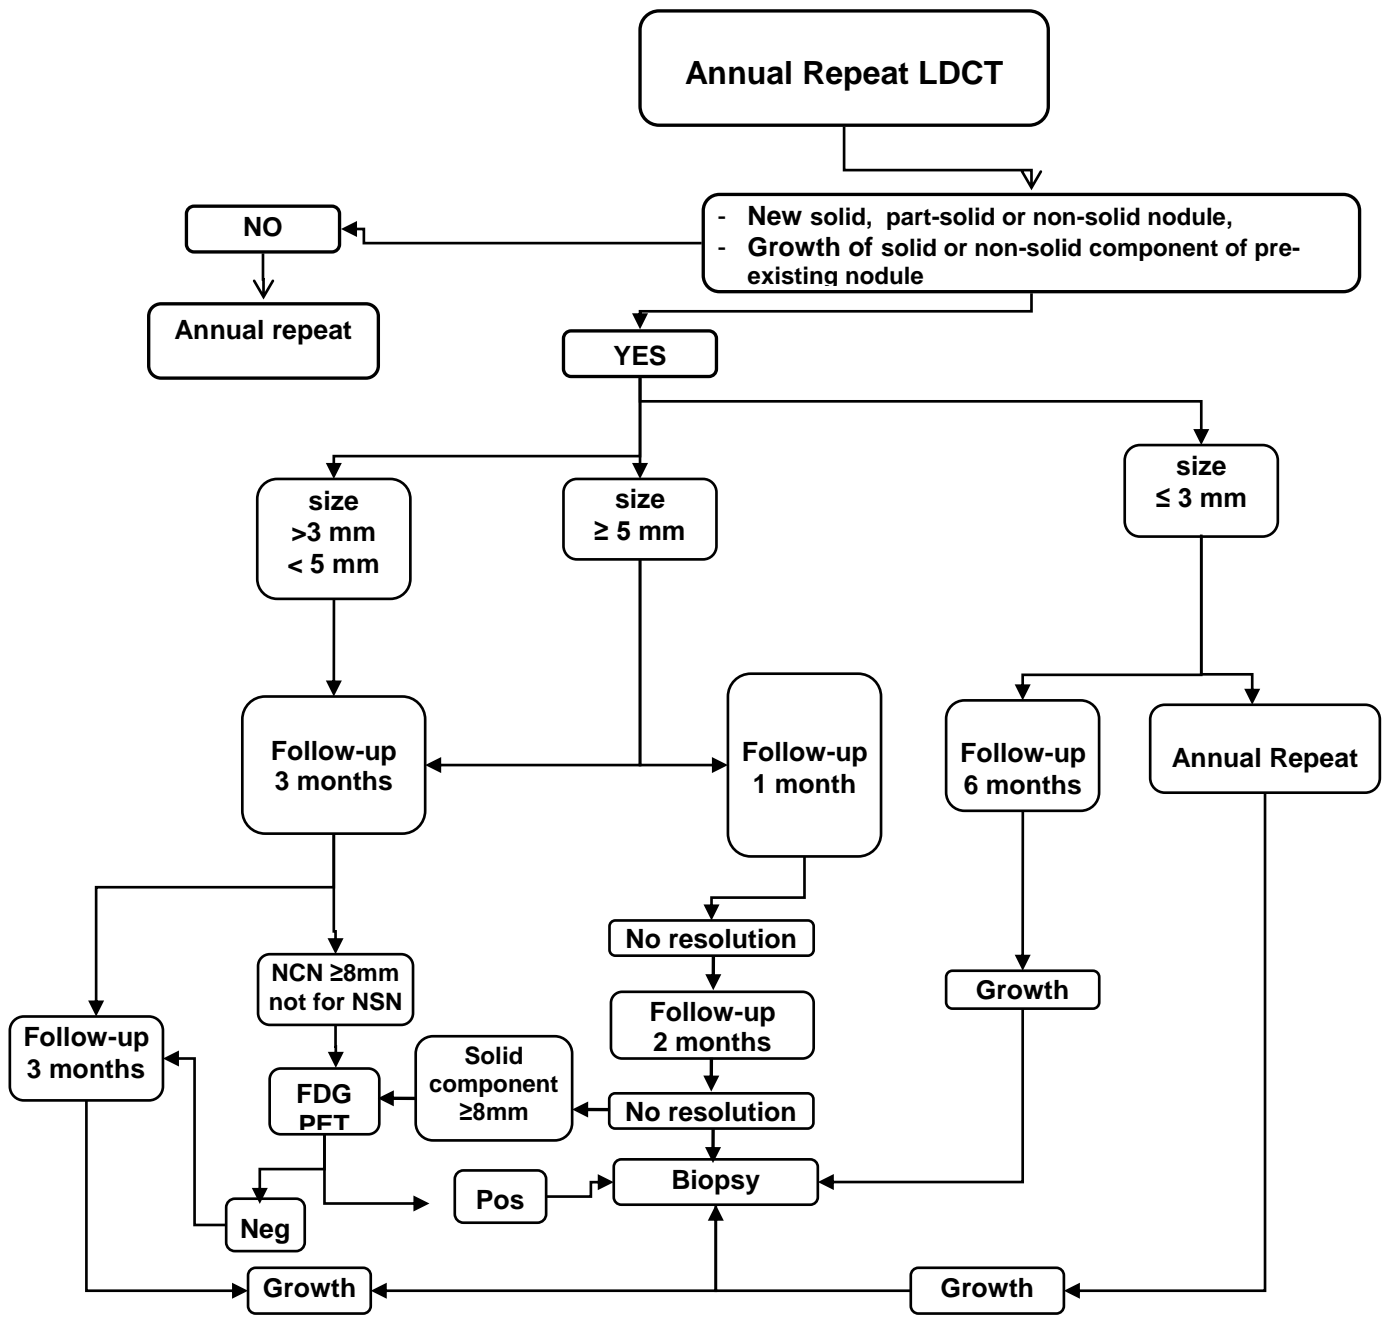 Annual Repeat LDCT
- New solid, part-solid or non-solid nodule,
- Growth of solid or non-solid component of pre-
existing nodule
NO
Annual repeat
YES
size
≤ 3 mm
size
>3 mm
< 5 mm
size
≥ 5 mm
Follow-up
3 months
Follow-up
1 month
Follow-up
6 months
Annual Repeat
No resolution
NCN ≥8mm
not for NSN
Growth
Follow-up
2 months
Follow-up
3 months
Solid
component
≥8mm
FDG
PET
No resolution
Biopsy
Pos
Neg
Growth
Growth